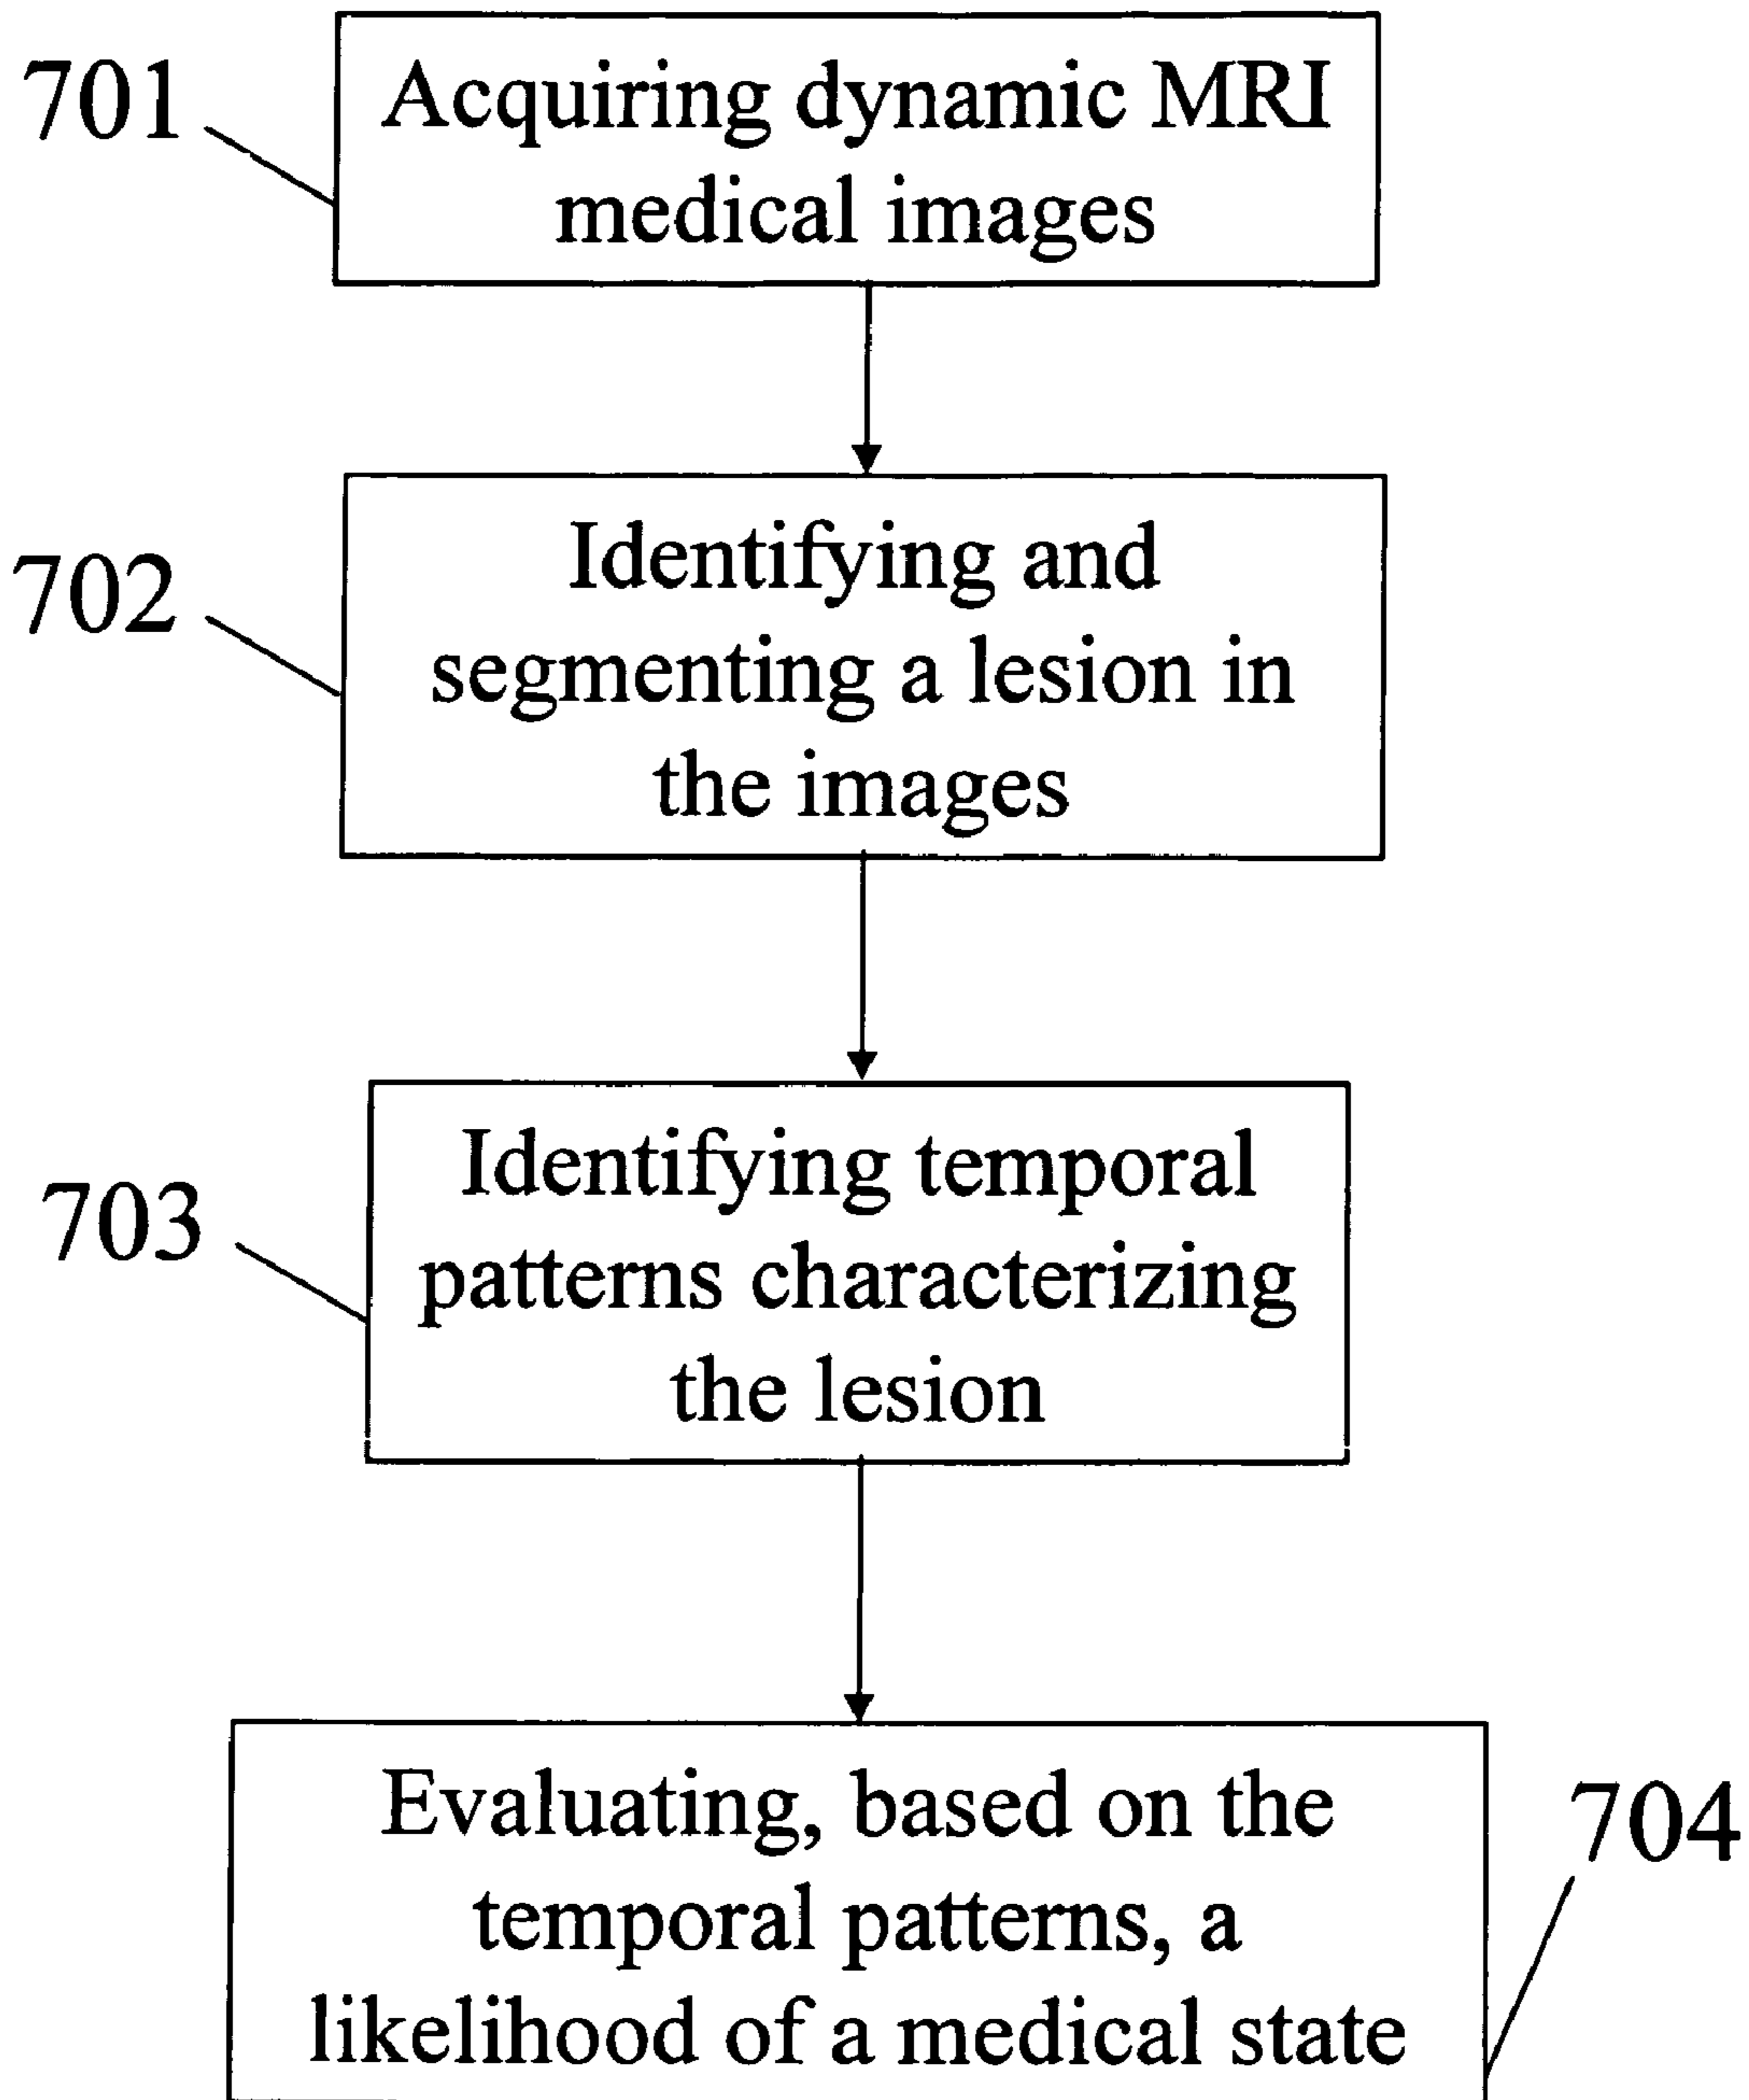 701
Acquiring dynamic MRI
medical images
702
Identifying and
segmenting a lesion in
the images
703
Identifying temporal
patterns characterizing
the lesion
Evaluating, based on the
temporal patterns, a
likelihood of a medical state
704